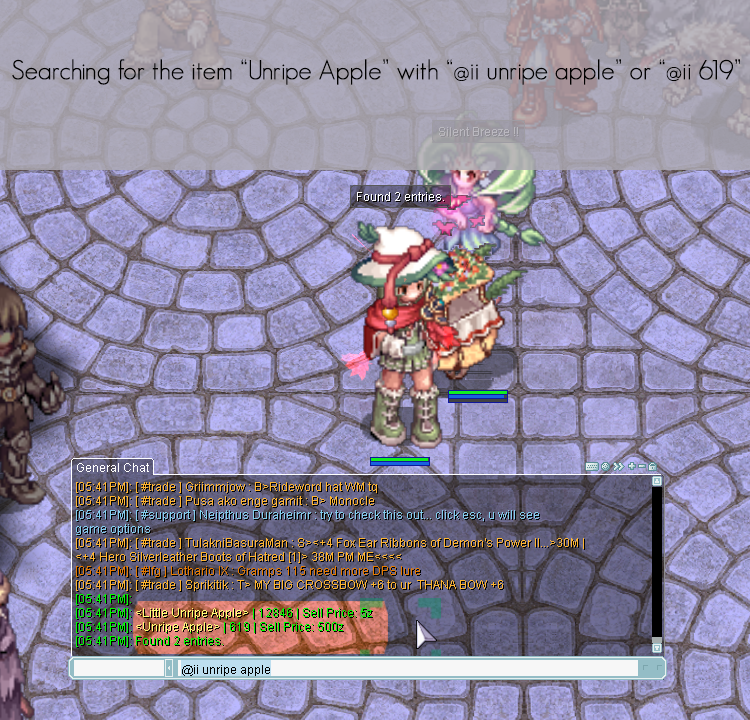 Searching for the item “Unripe Apple” with “@ii unripe apple” or “@ii 619”
Silent Breeze !!
Found 2 entries.
General Chat
[05:41PM]: [ #trade ] Griimmjow : B>Rideword hat WM tq
[05:41PM]: [ #trade ] Pusa ako enge gamit : B> Monocle
[05:41PM]: [ #support ] Neipthus Duraheimr : try to check this out... click esc, u will see
game options
[05:41PM]: [ #trade ] TulakniBasuraMan : S><+4 Fox Ear Ribbons of Demon's Power II...>30M |
<+4 Hero Silverleather Boots of Hatred [1]> 38M PM ME<<<<
[05:41PM]: [ #lfg ] Lothario IX : Gramps 115 need more DPS lure
[05:41PM]: [ #trade ] Sprikitik : T> MY BIG CROSSBOW +6 to ur THANA BOW +6
[05:41PM]:
[05:41PM]: <Little Unripe Apple> | 12846 | Sell Price: 5z
[05:41PM]: <Unripe Apple> | 619 | Sell Price: 500z
[05:41PM]: Found 2 entries.
@ii unripe apple